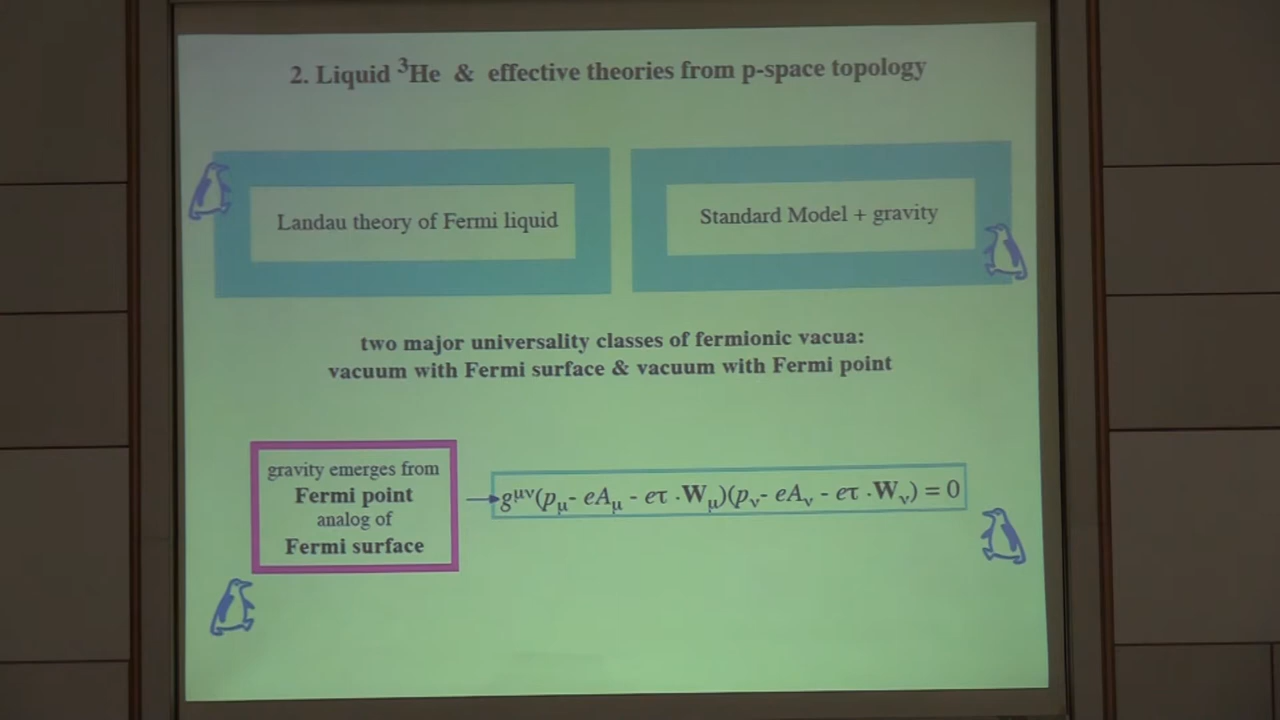 2. Liquid ³He & effective theories from p-space topology
Landau theory of Fermi liquid
Standard Model + gravity
two major universality classes of fermionic vacua:
vacuum with Fermi surface & vacuum with Fermi point
gravity emerges from
Fermi point
analog of
Fermi surface
g^μν(p_μ- eA_μ - eτ ·W_μ)(p_ν- eA_ν - eτ ·W_ν) = 0